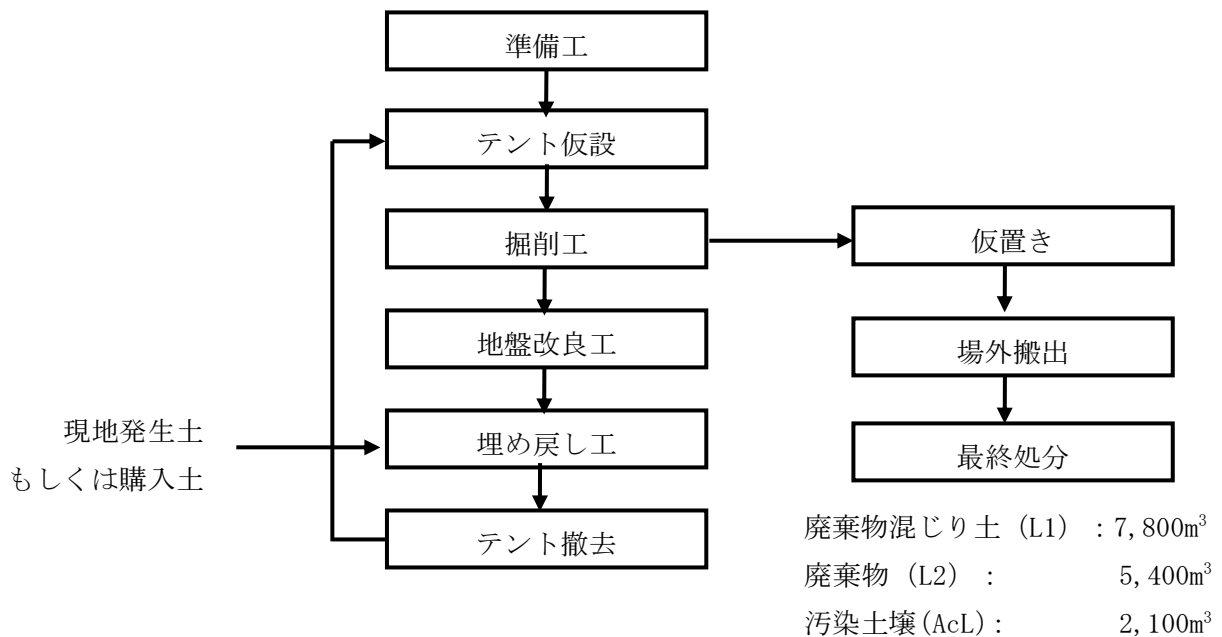 準備工
テント仮設
掘削工
地盤改良工
埋め戻し工
テント撤去
現地発生土
もしくは購入土
仮置き
場外搬出
最終処分
廃棄物混じり土 (L1) : 7,800m³
廃棄物 (L2) : 5,400m³
汚染土壌(AcL): 2,100m³